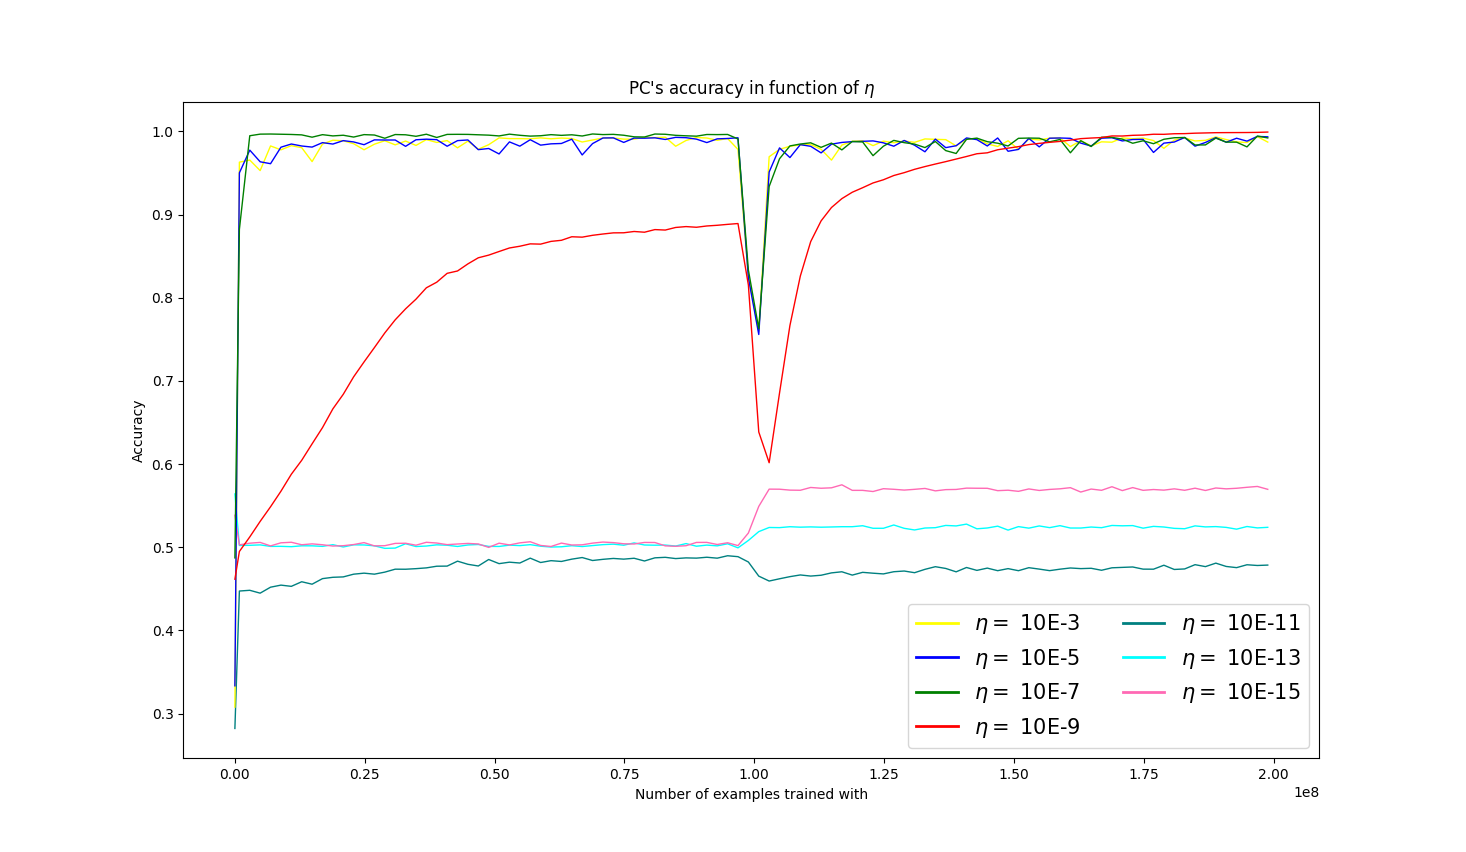 PC's accuracy in function of η
1.0
0.9
0.8
0.7
0.6
0.5
0.4
0.3
Accuracy
η = 10E-3
η = 10E-5
η = 10E-7
η = 10E-9
η = 10E-11
η = 10E-13
η = 10E-15
0.00 0.25 0.50 0.75 1.00 1.25 1.50 1.75 2.00
1e8
Number of examples trained with